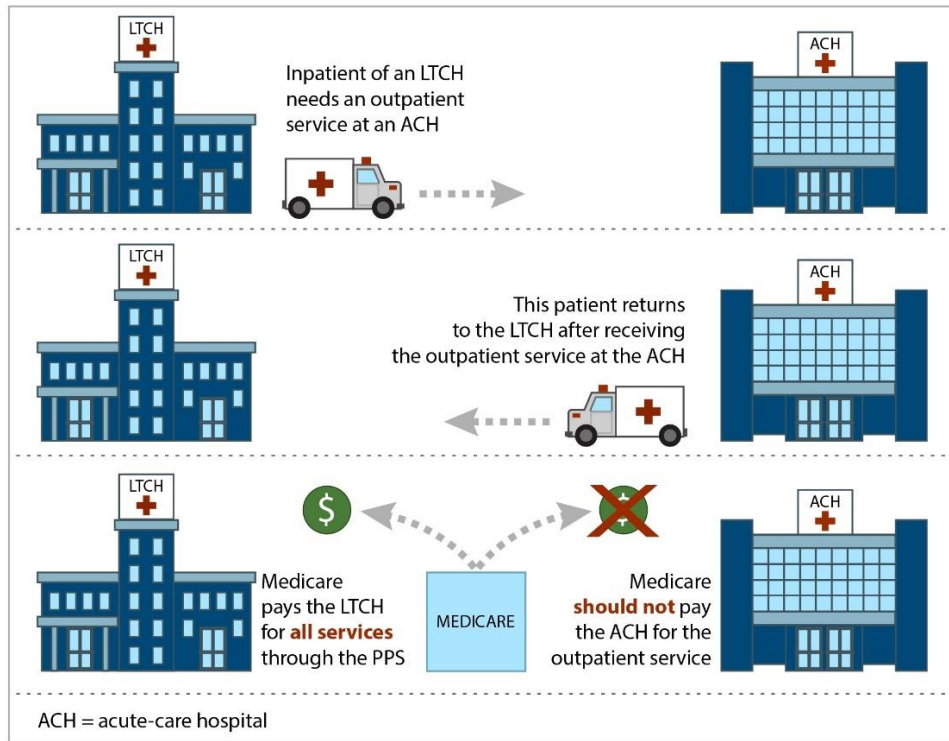 LTCH
ACH
Inpatient of an LTCH
needs an outpatient
service at an ACH
LTCH
ACH
This patient returns
to the LTCH after receiving
the outpatient service at the ACH
LTCH
$
$
ACH
Medicare
pays the LTCH
for all services
through the PPS
MEDICARE
Medicare
should not pay
the ACH for the
outpatient service
ACH = acute-care hospital